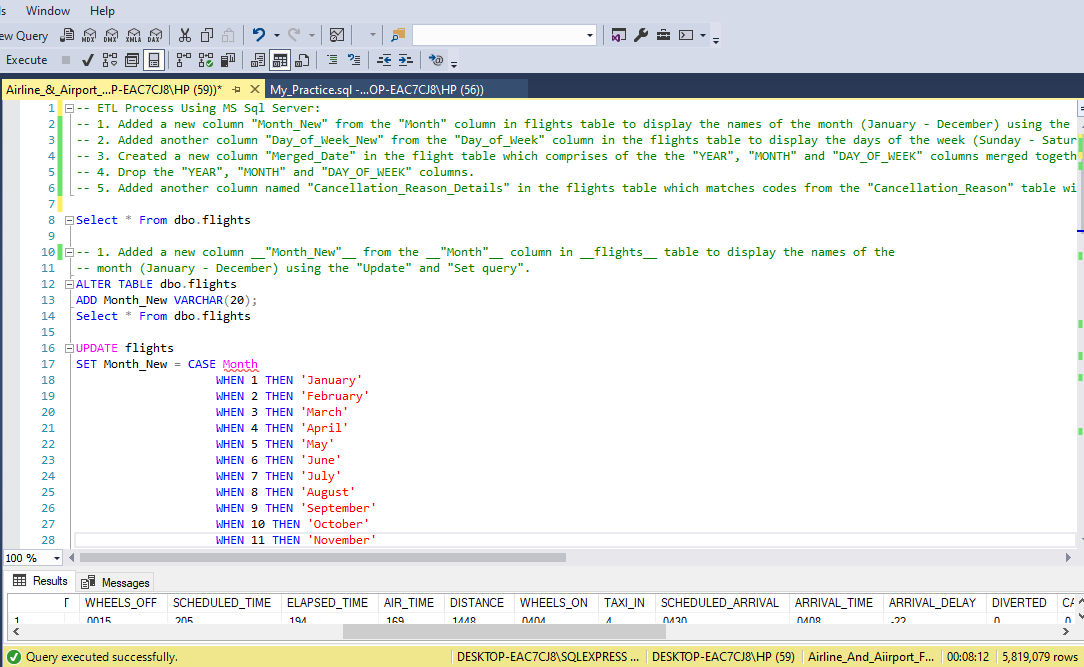 s Window Help
ew Query MDX DMX XMLA DAX
Execute
Airline_&_Aiirport_...P-EAC7CJ8\HP (59))* My_Practice.sql -...OP-EAC7CJ8\HP (56))
1 -- ETL Process Using MS Sql Server:
2 -- 1. Added a new column "Month_New" from the "Month" column in flights table to display the names of the month (January - December) using the
3 -- 2. Added another column "Day_of_Week_New" from the "Day_of_Week" column in the flights table to display the days of the week (Sunday - Satur
4 -- 3. Created a new column "Merged_Date" in the flight table which comprises of the the "YEAR", "MONTH" and "DAY_OF_WEEK" columns merged togeth
5 -- 4. Drop the "YEAR", "MONTH" and "DAY_OF_WEEK" columns.
6 -- 5. Added another column named "Cancellation_Reason_Details" in the flights table which matches codes from the "Cancellation_Reason" table wi
7
8 Select * From dbo.flights
9
10 -- 1. Added a new column __"Month_New"__ from the __"Month"__ column in __flights__ table to display the names of the
11 -- month (January - December) using the "Update" and "Set query".
12 ALTER TABLE dbo.flights
13 ADD Month_New VARCHAR(20);
14 Select * From dbo.flights
15
16 UPDATE flights
17 SET Month_New = CASE Month
18 WHEN 1 THEN 'January'
19 WHEN 2 THEN 'February'
20 WHEN 3 THEN 'March'
21 WHEN 4 THEN 'April'
22 WHEN 5 THEN 'May'
23 WHEN 6 THEN 'June'
24 WHEN 7 THEN 'July'
25 WHEN 8 THEN 'August'
26 WHEN 9 THEN 'September'
27 WHEN 10 THEN 'October'
28 WHEN 11 THEN 'November'
100 %
Results Messages
T WHEELS_OFF SCHEDULED_TIME ELAPSED_TIME AIR_TIME DISTANCE WHEELS_ON TAXI_IN SCHEDULED_ARRIVAL ARRIVAL_TIME ARRIVAL_DELAY DIVERTED CA
1 0015 205 194 169 1448 0404 4 0430 0408 -22 0 0
Query executed successfully. DESKTOP-EAC7CJ8\SQLEXPRESS ... DESKTOP-EAC7CJ8\HP (59) Airline_And_Aiirport_F... 00:08:12 5,819,079 rows